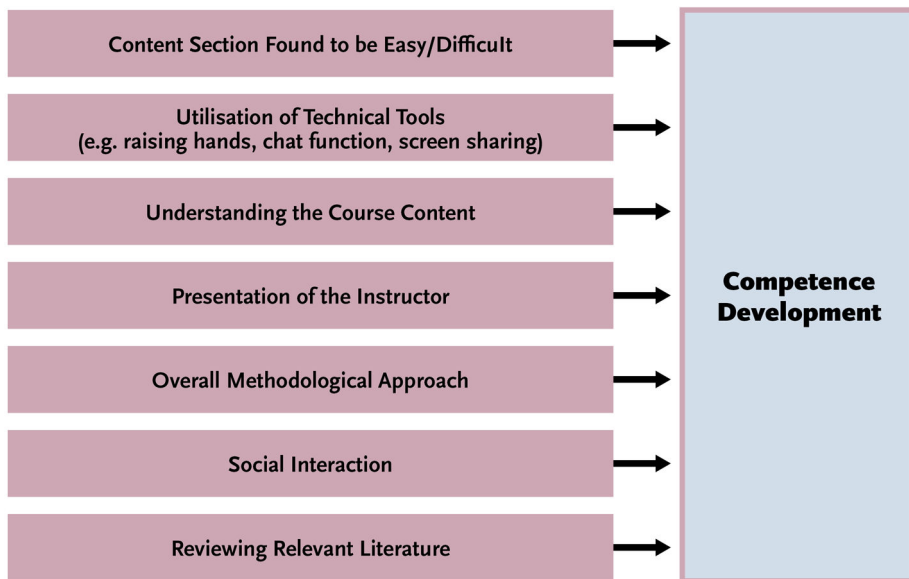 Content Section Found to be Easy/Difficult
Utilisation of Technical Tools
(e.g. raising hands, chat function, screen sharing)
Understanding the Course Content
Presentation of the Instructor
Overall Methodological Approach
Social Interaction
Reviewing Relevant Literature
Competence
Development